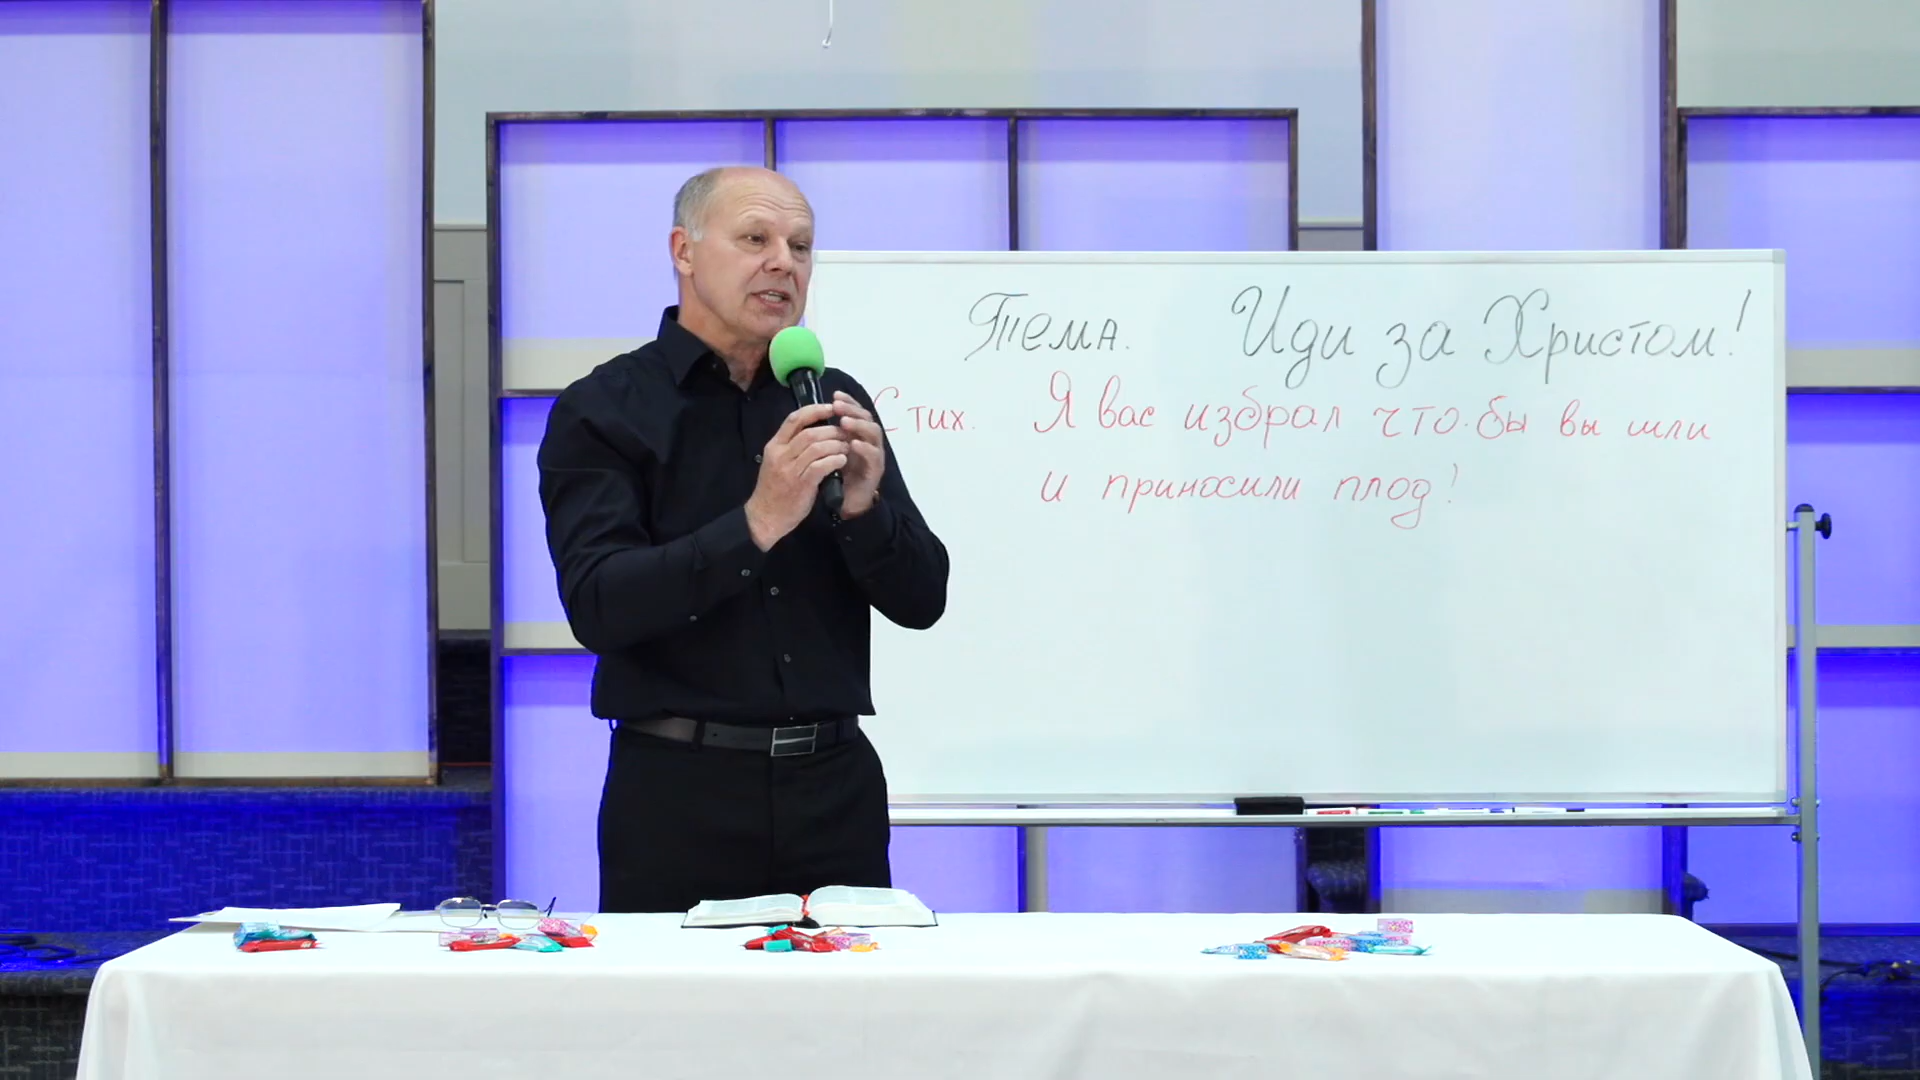 Тема. Иди за Христом!
Стих. Я вас избрал что-бы вы шли
и приносили плод!